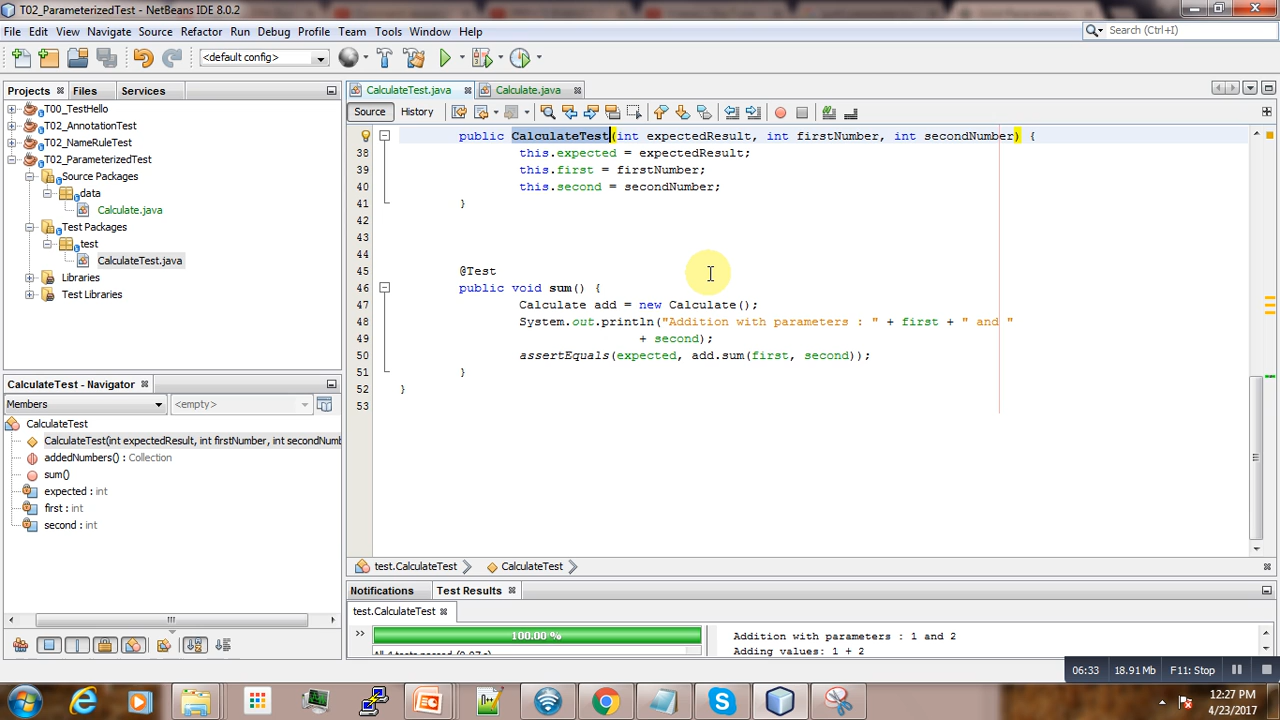 T02_ParameterizedTest - NetBeans IDE 8.0.2
File Edit View Navigate Source Refactor Run Debug Profile Team Tools Window Help
Search (Ctrl+I)
<default config>
Projects Files Services
CalculateTest.java Calculate.java
Source History
T00_TestHello
T02_AnnotationTest
T02_NameRuleTest
T02_ParameterizedTest
Source Packages
data
Calculate.java
Test Packages
test
CalculateTest.java
Libraries
Test Libraries
public CalculateTest(int expectedResult, int firstNumber, int secondNumber) {
38 this.expected = expectedResult;
39 this.first = firstNumber;
40 this.second = secondNumber;
41 }
42
43
44
45 @Test
46 public void sum() {
47 Calculate add = new Calculate();
48 System.out.println("Addition with parameters : " + first + " and "
49 + second);
50 assertEquals(expected, add.sum(first, second));
51 }
52 }
53
CalculateTest - Navigator
Members <empty>
CalculateTest
CalculateTest(int expectedResult, int firstNumber, int secondNumb
addedNumbers() : Collection
sum()
expected : int
first : int
second : int
test.CalculateTest CalculateTest
Notifications Test Results
test.CalculateTest
100.00 %
Addition with parameters : 1 and 2
Adding values: 1 + 2
06:33 18.91 Mb F11: Stop
12:27 PM
4/23/2017